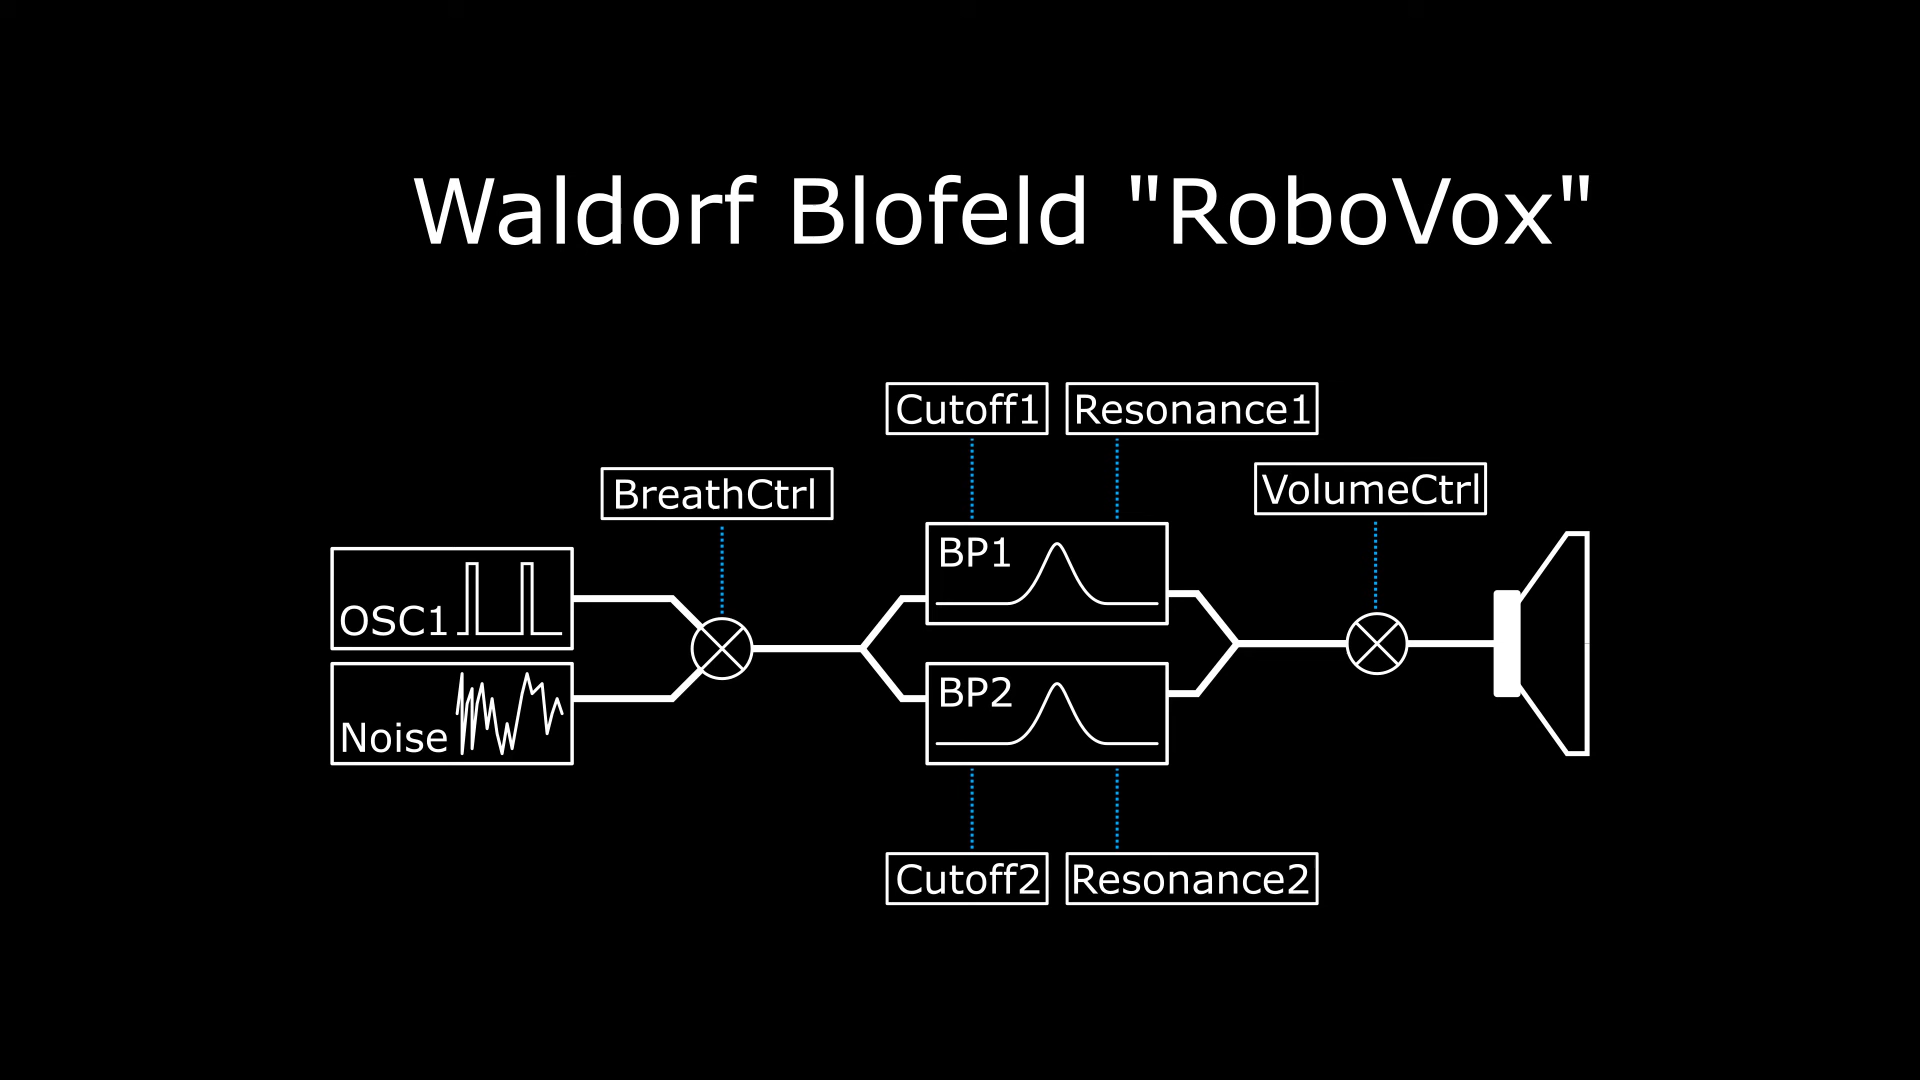 Waldorf Blofeld "RoboVox"
Cutoff1
Resonance1
BreathCtrl
VolumeCtrl
BP1
OSC1
BP2
Noise
Cutoff2
Resonance2